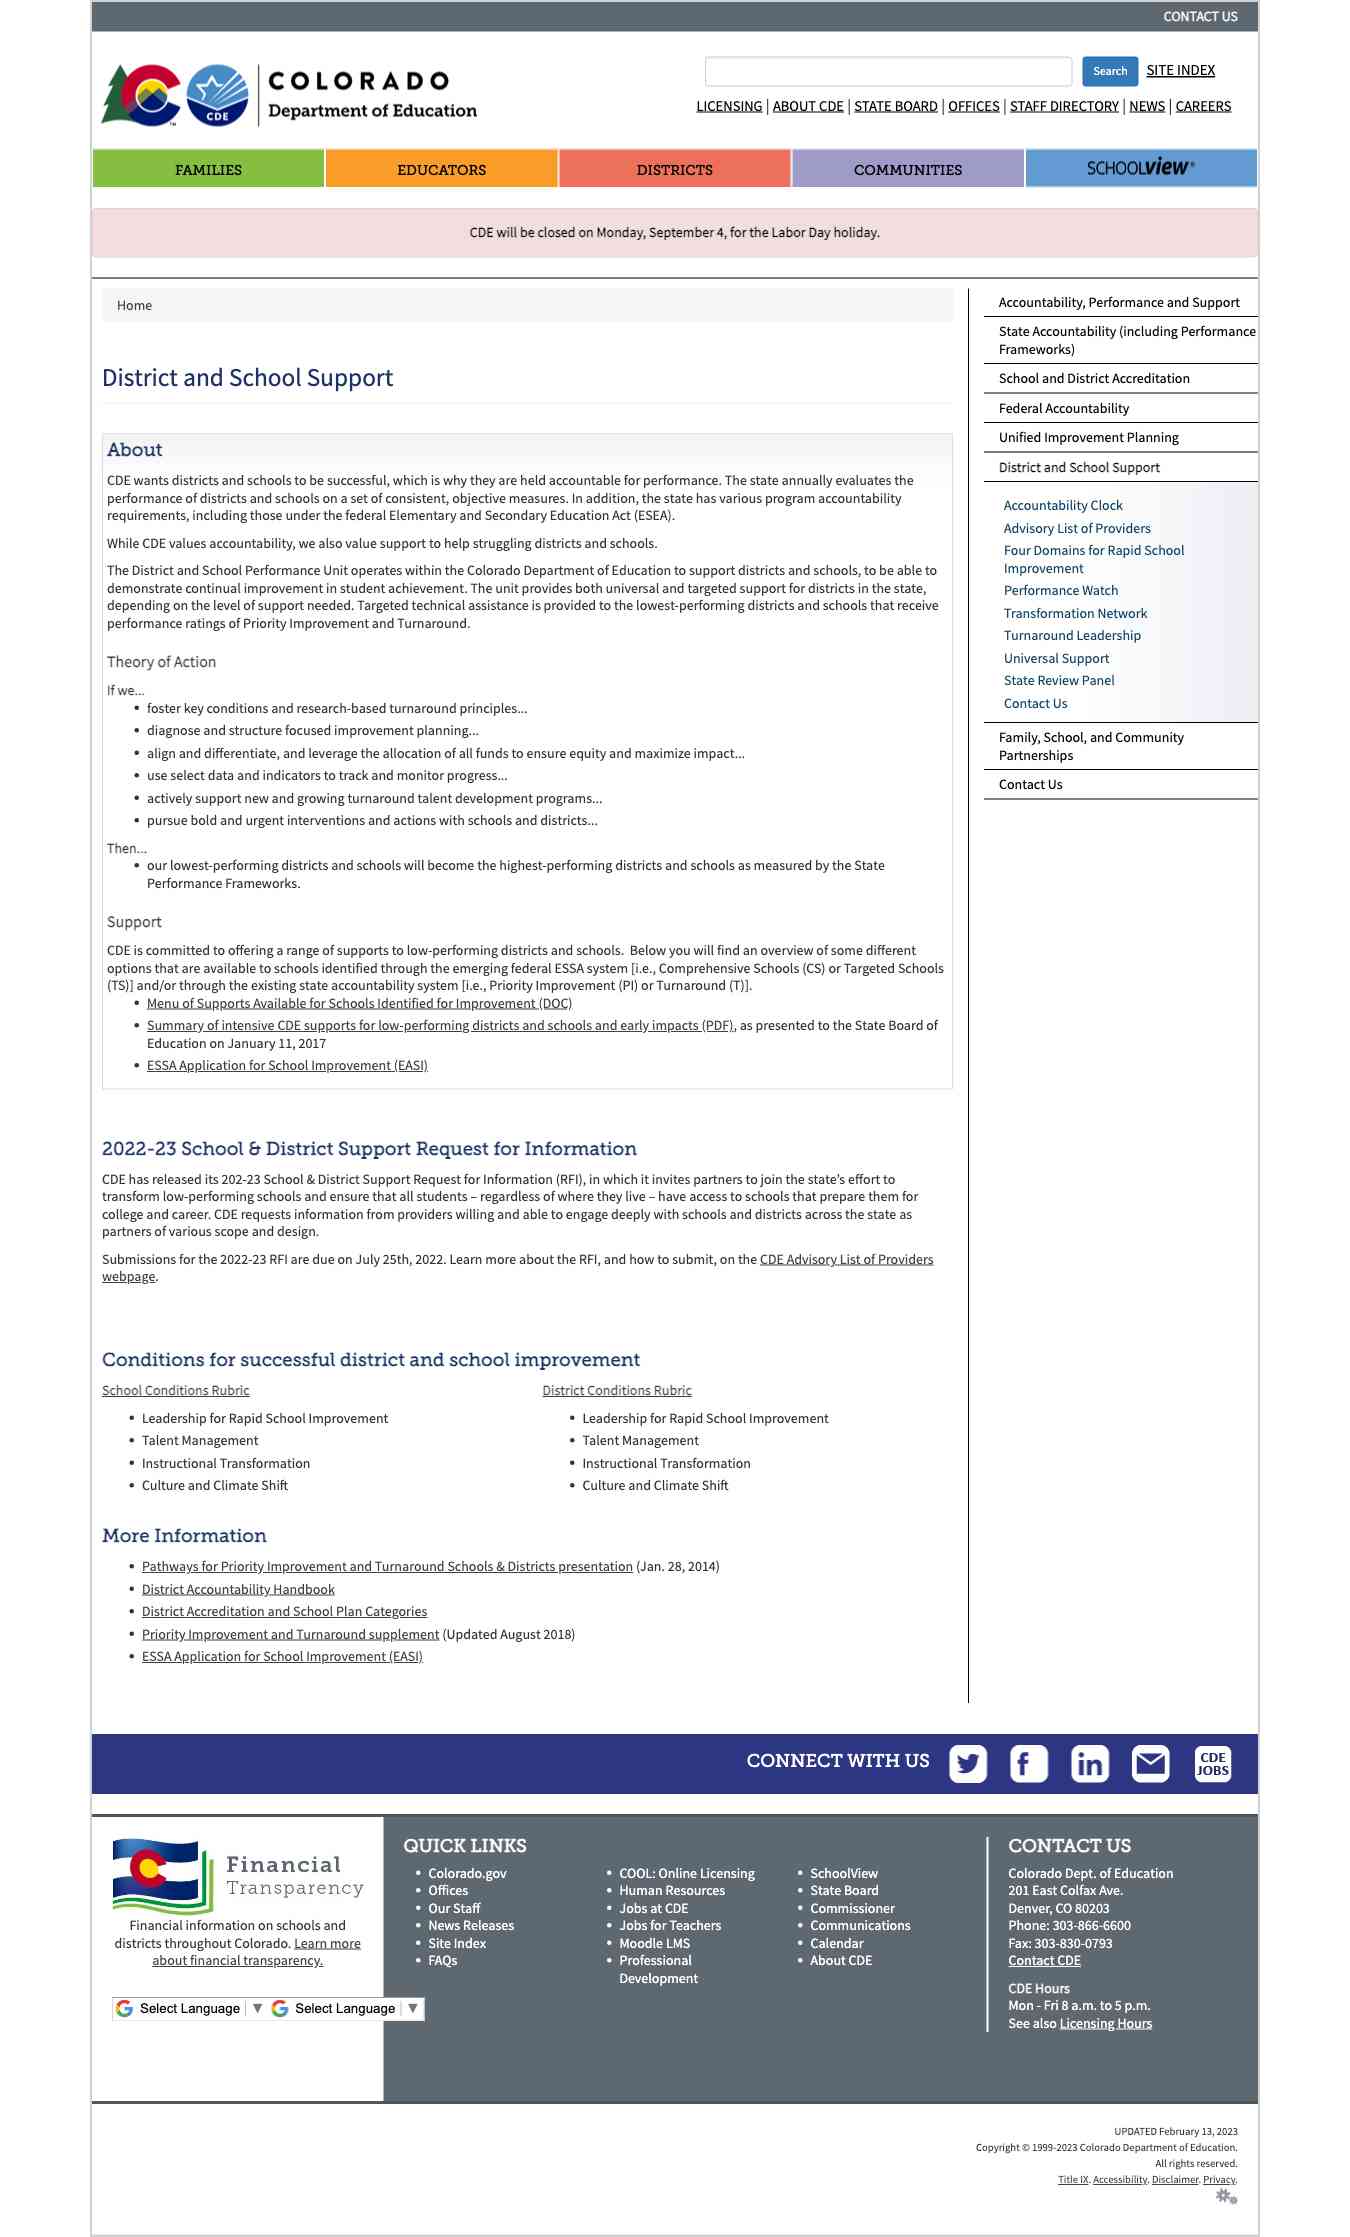 CONTACT US
COLORADO
Department of Education
CDE
TM
Search
SITE INDEX
LICENSING | ABOUT CDE | STATE BOARD | OFFICES | STAFF DIRECTORY | NEWS | CAREERS
FAMILIES
EDUCATORS
DISTRICTS
COMMUNITIES
SCHOOLVIEW®
CDE will be closed on Monday, September 4, for the Labor Day holiday.
Home
District and School Support
About
CDE wants districts and schools to be successful, which is why they are held accountable for performance. The state annually evaluates the
performance of districts and schools on a set of consistent, objective measures. In addition, the state has various program accountability
requirements, including those under the federal Elementary and Secondary Education Act (ESEA).
While CDE values accountability, we also value support to help struggling districts and schools.
The District and School Performance Unit operates within the Colorado Department of Education to support districts and schools, to be able to
demonstrate continual improvement in student achievement. The unit provides both universal and targeted support for districts in the state,
depending on the level of support needed. Targeted technical assistance is provided to the lowest-performing districts and schools that receive
performance ratings of Priority Improvement and Turnaround.
Theory of Action
If we...
• foster key conditions and research-based turnaround principles...
• diagnose and structure focused improvement planning...
• align and differentiate, and leverage the allocation of all funds to ensure equity and maximize impact...
• use select data and indicators to track and monitor progress...
• actively support new and growing turnaround talent development programs...
• pursue bold and urgent interventions and actions with schools and districts...
Then...
• our lowest-performing districts and schools will become the highest-performing districts and schools as measured by the State
Performance Frameworks.
Support
CDE is committed to offering a range of supports to low-performing districts and schools.  Below you will find an overview of some different
options that are available to schools identified through the emerging federal ESSA system [i.e., Comprehensive Schools (CS) or Targeted Schools
(TS)] and/or through the existing state accountability system [i.e., Priority Improvement (PI) or Turnaround (T)].
• Menu of Supports Available for Schools Identified for Improvement (DOC)
• Summary of intensive CDE supports for low-performing districts and schools and early impacts (PDF), as presented to the State Board of
Education on January 11, 2017
• ESSA Application for School Improvement (EASI)
2022-23 School & District Support Request for Information
CDE has released its 202-23 School & District Support Request for Information (RFI), in which it invites partners to join the state's effort to
transform low-performing schools and ensure that all students – regardless of where they live – have access to schools that prepare them for
college and career. CDE requests information from providers willing and able to engage deeply with schools and districts across the state as
partners of various scope and design.
Submissions for the 2022-23 RFI are due on July 25th, 2022. Learn more about the RFI, and how to submit, on the CDE Advisory List of Providers
webpage.
Conditions for successful district and school improvement
School Conditions Rubric
• Leadership for Rapid School Improvement
• Talent Management
• Instructional Transformation
• Culture and Climate Shift
District Conditions Rubric
• Leadership for Rapid School Improvement
• Talent Management
• Instructional Transformation
• Culture and Climate Shift
More Information
• Pathways for Priority Improvement and Turnaround Schools & Districts presentation (Jan. 28, 2014)
• District Accountability Handbook
• District Accreditation and School Plan Categories
• Priority Improvement and Turnaround supplement (Updated August 2018)
• ESSA Application for School Improvement (EASI)
Accountability, Performance and Support
State Accountability (including Performance
Frameworks)
School and District Accreditation
Federal Accountability
Unified Improvement Planning
District and School Support
Accountability Clock
Advisory List of Providers
Four Domains for Rapid School
Improvement
Performance Watch
Transformation Network
Turnaround Leadership
Universal Support
State Review Panel
Contact Us
Family, School, and Community
Partnerships
Contact Us
CONNECT WITH US
CDE
JOBS
Financial
Transparency
Financial information on schools and
districts throughout Colorado. Learn more
about financial transparency.
Select Language ▼
Select Language ▼
QUICK LINKS
• Colorado.gov
• Offices
• Our Staff
• News Releases
• Site Index
• FAQs
• COOL: Online Licensing
• Human Resources
• Jobs at CDE
• Jobs for Teachers
• Moodle LMS
• Professional
Development
• SchoolView
• State Board
• Commissioner
• Communications
• Calendar
• About CDE
CONTACT US
Colorado Dept. of Education
201 East Colfax Ave.
Denver, CO 80203
Phone: 303-866-6600
Fax: 303-830-0793
Contact CDE
CDE Hours
Mon - Fri 8 a.m. to 5 p.m.
See also Licensing Hours
UPDATED February 13, 2023
Copyright © 1999-2023 Colorado Department of Education.
All rights reserved.
Title IX. Accessibility. Disclaimer. Privacy.